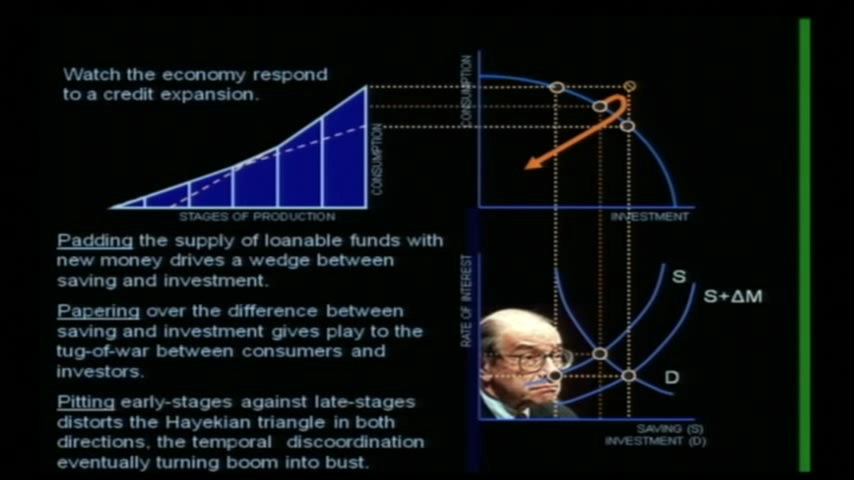 Watch the economy respond
to a credit expansion.
CONSUMPTION
STAGES OF PRODUCTION
CONSUMPTION
INVESTMENT
Padding the supply of loanable funds with
new money drives a wedge between
saving and investment.
Papering over the difference between
saving and investment gives play to the
tug-of-war between consumers and
investors.
Pitting early-stages against late-stages
distorts the Hayekian triangle in both
directions, the temporal discoordination
eventually turning boom into bust.
RATE OF INTEREST
S
S+ΔM
D
SAVING (S)
INVESTMENT (D)